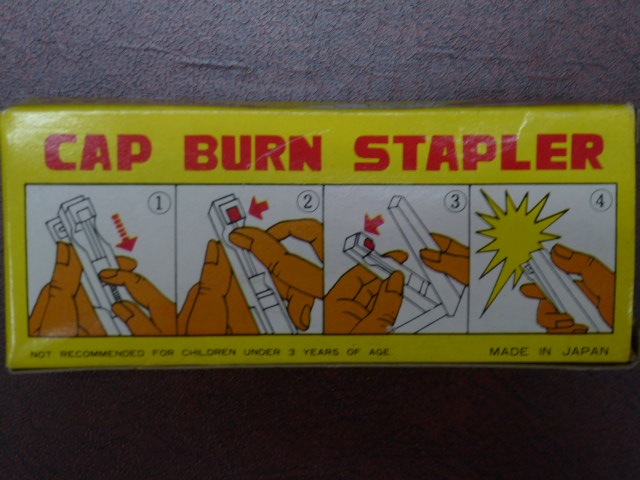 CAP BURN STAPLER
① ② ③ ④
NOT RECOMMENDED FOR CHILDREN UNDER 3 YEARS OF AGE. MADE IN JAPAN